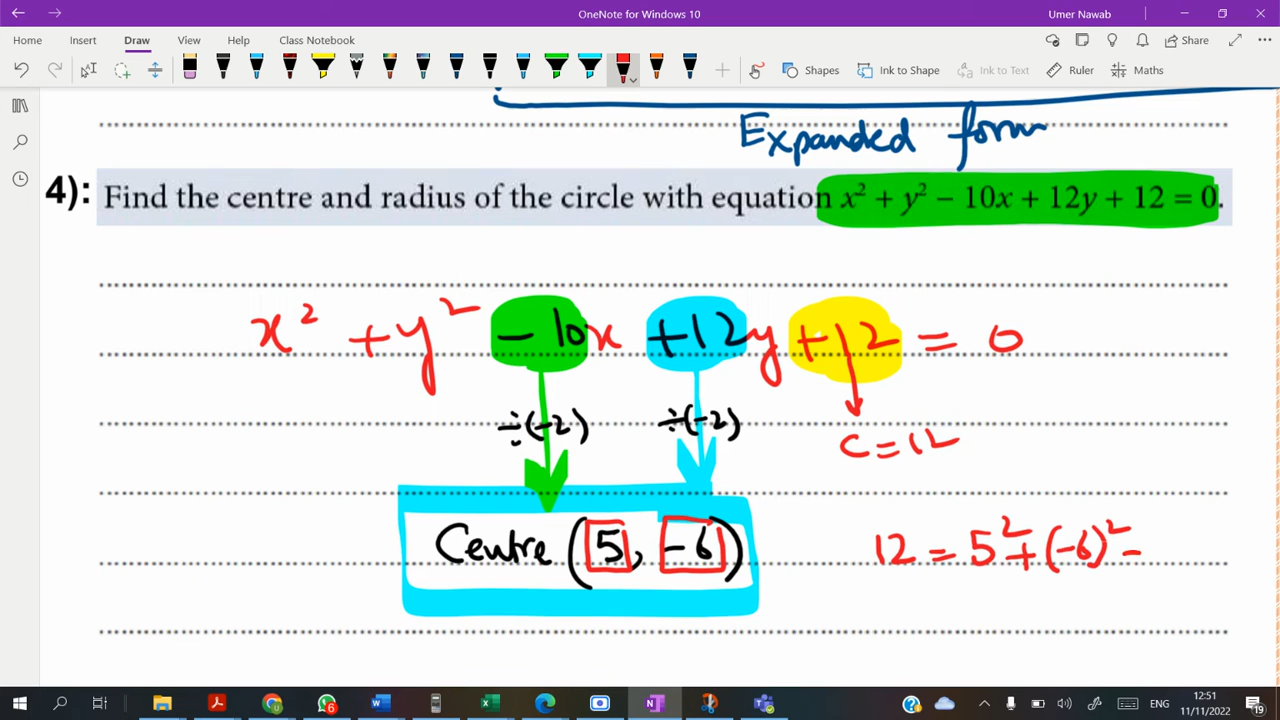 OneNote for Windows 10
Umer Nawab
Home Insert Draw View Help Class Notebook
Share
Shapes
Ink to Shape
Ink to Text
Ruler
Maths
Expanded form
4): Find the centre and radius of the circle with equation x² + y² − 10x + 12y + 12 = 0.
x² + y² − 10x + 12y + 12 = 0
÷(-2) ÷(-2)
C = 12
Centre (5, -6)
12 = 5² + (-6)² -
6
ENG
12:51
11/11/2022
19